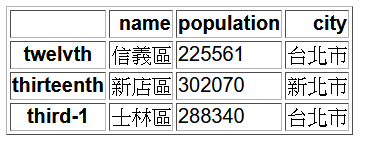 name population city
twelvth 信義區 225561 台北市
thirteenth 新店區 302070 新北市
third-1 士林區 288340 台北市